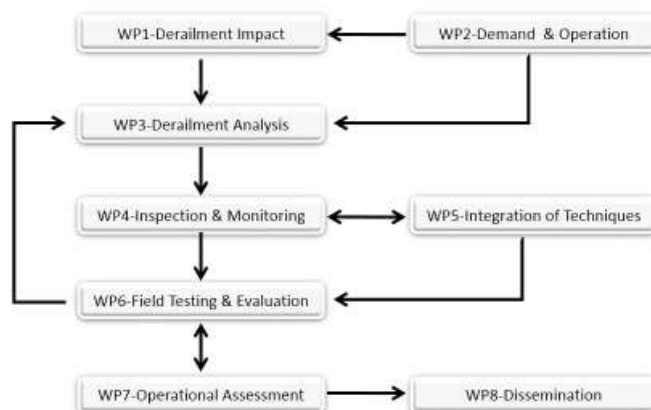 WP1-Derailment Impact
WP2-Demand & Operation
WP3-Derailment Analysis
WP4-Inspection & Monitoring
WP5-Integration of Techniques
WP6-Field Testing & Evaluation
WP7-Operational Assessment
WP8-Dissemination